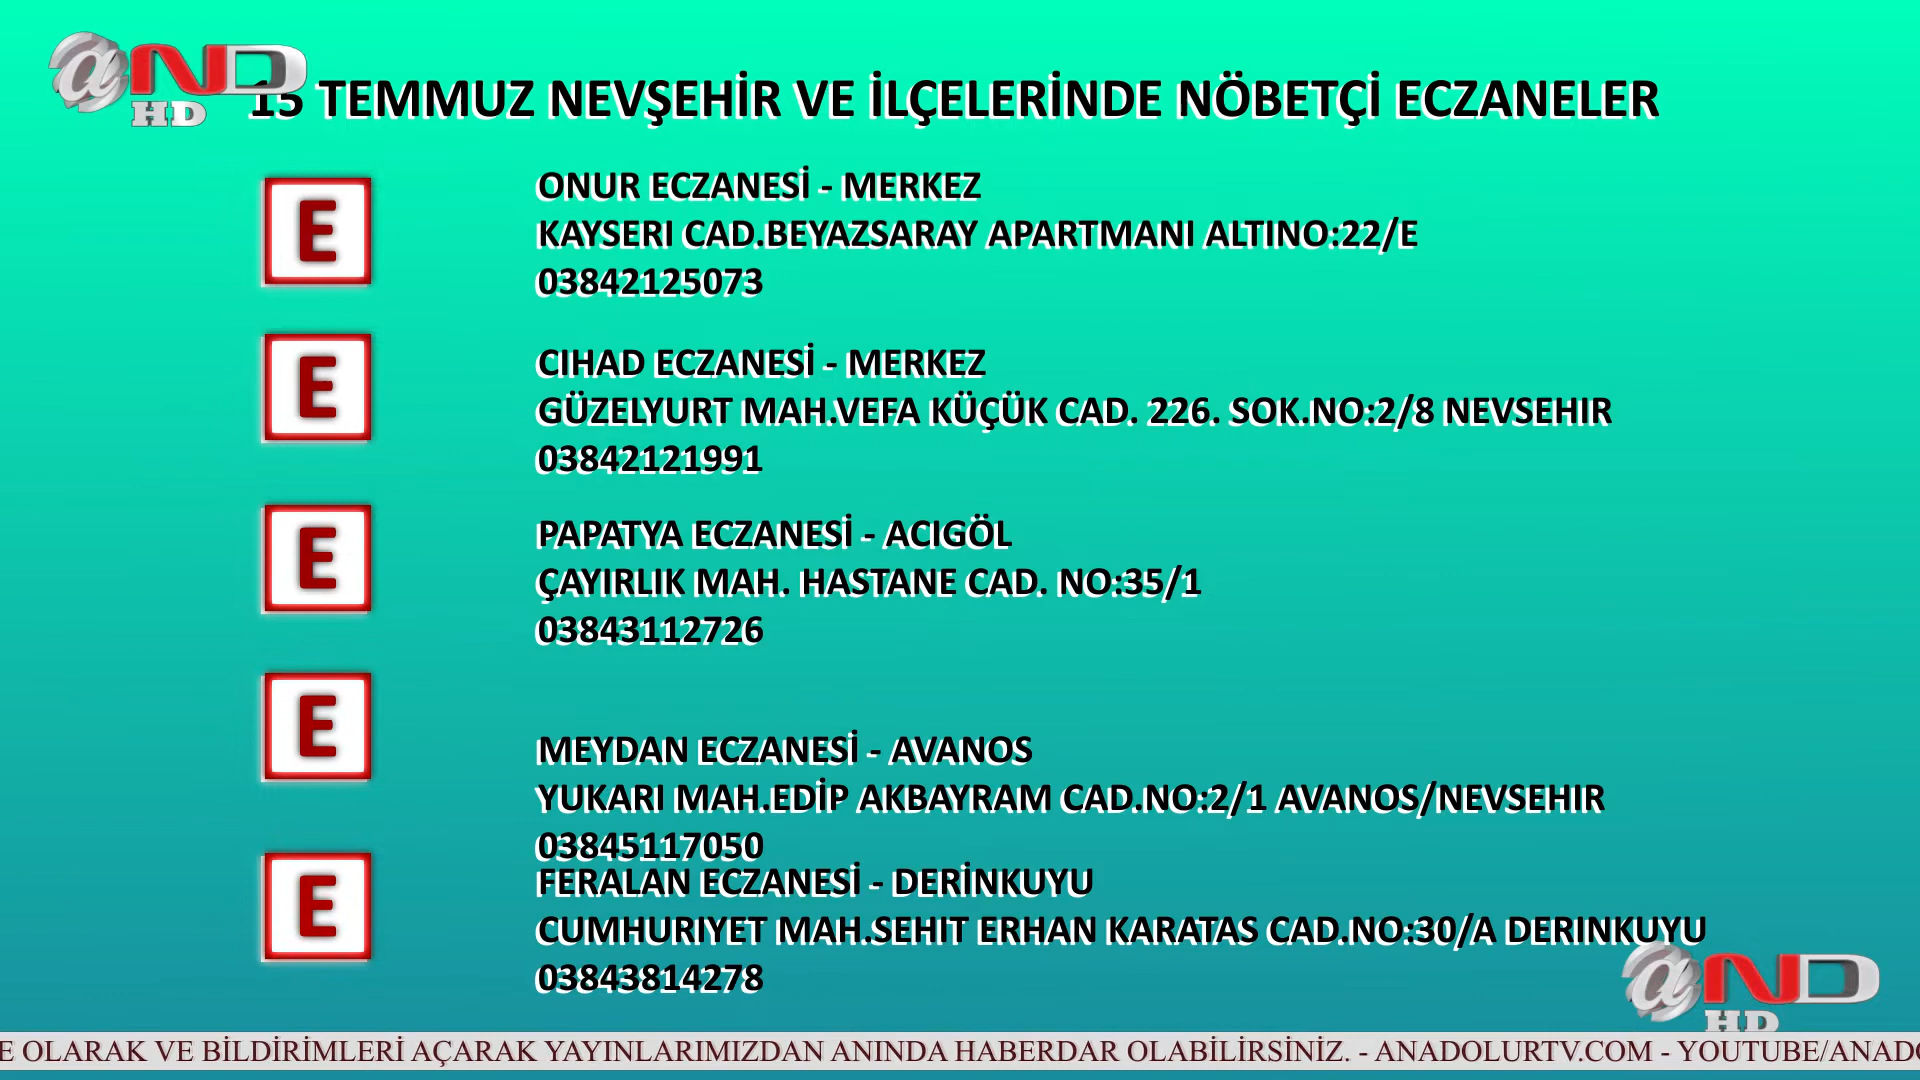 @ND
HD
15 TEMMUZ NEVŞEHİR VE İLÇELERİNDE NÖBETÇİ ECZANELER
E
ONUR ECZANESİ - MERKEZ
KAYSERI CAD.BEYAZSARAY APARTMANI ALTINO:22/E
03842125073
E
CIHAD ECZANESİ - MERKEZ
GÜZELYURT MAH.VEFA KÜÇÜK CAD. 226. SOK.NO:2/8 NEVSEHIR
03842121991
E
PAPATYA ECZANESİ - ACIGÖL
ÇAYIRLIK MAH. HASTANE CAD. NO:35/1
03843112726
E
MEYDAN ECZANESİ - AVANOS
YUKARI MAH.EDİP AKBAYRAM CAD.NO:2/1 AVANOS/NEVSEHIR
03845117050
E
FERALAN ECZANESİ - DERİNKUYU
CUMHURIYET MAH.SEHIT ERHAN KARATAS CAD.NO:30/A DERINKUYU
03843814278
@ND
HD
E OLARAK VE BİLDİRİMLERİ AÇARAK YAYINLARIMIZDAN ANINDA HABERDAR OLABİLİRSİNİZ. - ANADOLURTV.COM - YOUTUBE/ANADO